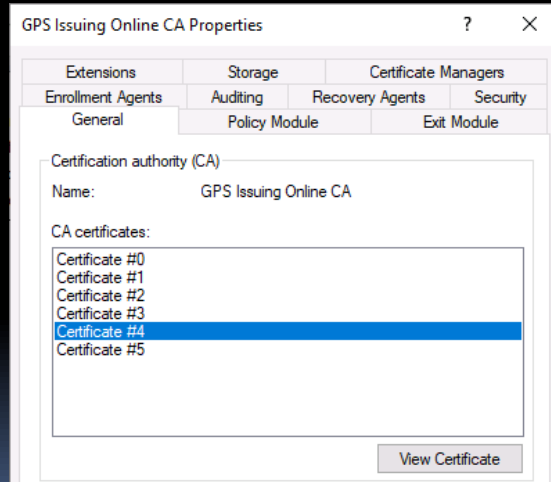 GPS Issuing Online CA Properties ? ×
Extensions Storage Certificate Managers
Enrollment Agents Auditing Recovery Agents Security
General Policy Module Exit Module
Certification authority (CA)
Name: GPS Issuing Online CA
CA certificates:
Certificate #0
Certificate #1
Certificate #2
Certificate #3
Certificate #4
Certificate #5
View Certificate